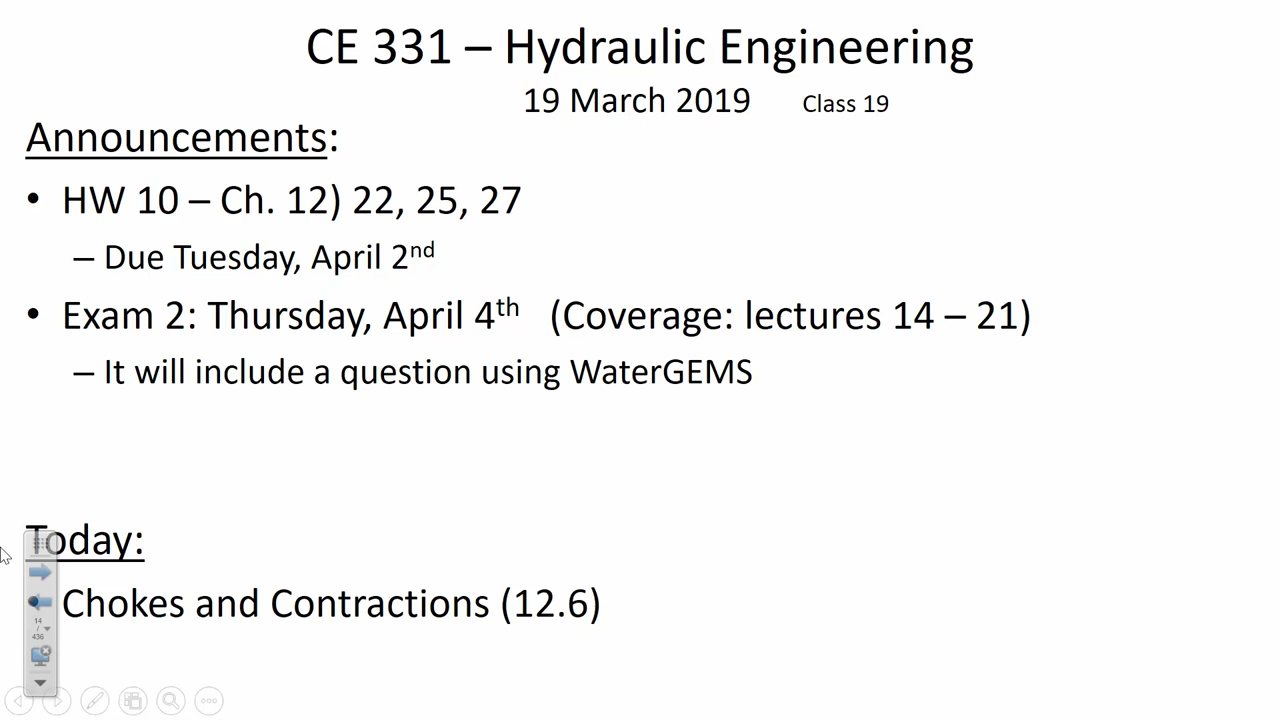 CE 331 – Hydraulic Engineering
19 March 2019 Class 19
Announcements:
• HW 10 – Ch. 12) 22, 25, 27
– Due Tuesday, April 2nd
• Exam 2: Thursday, April 4th (Coverage: lectures 14 – 21)
– It will include a question using WaterGEMS
Today:
Chokes and Contractions (12.6)
14
/
436